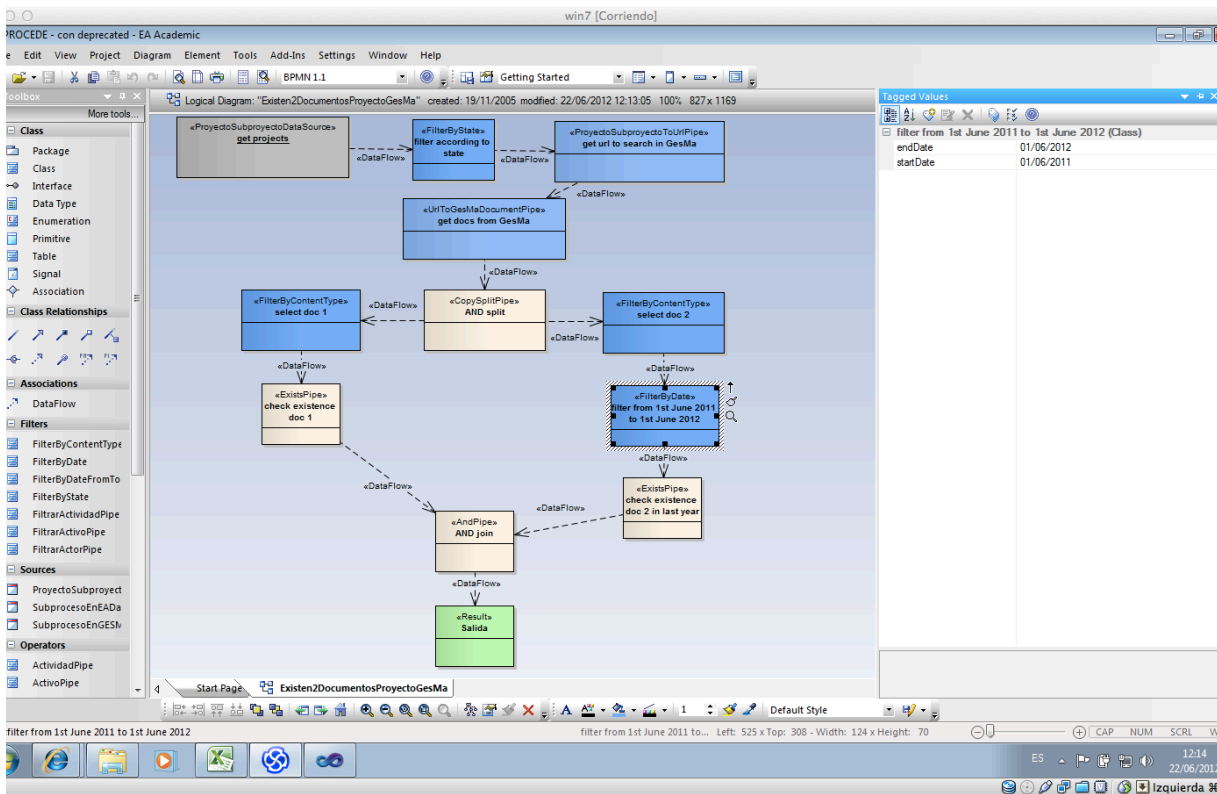 win7 [Corriendo]
PROCEDE - con deprecated - EA Academic
e Edit View Project Diagram Element Tools Add-Ins Settings Window Help
BPMN 1.1
Getting Started
Toolbox
More tools...
Class
Package
Class
Interface
Data Type
Enumeration
Primitive
Table
Signal
Association
Class Relationships
Associations
DataFlow
Filters
FilterByContentType
FilterByDate
FilterByDateFromTo
FilterByState
FiltrarActividadPipe
FiltrarActivoPipe
FiltrarActorPipe
Sources
ProyectoSubproyect
SubprocesoEnEADa
SubprocesoEnGESM
Operators
ActividadPipe
ActivoPipe
Logical Diagram: "Existen2DocumentosProyectoGesMa" created: 19/11/2005 modified: 22/06/2012 12:13:05 100% 827 x 1169
«ProyectoSubproyectoDataSource»
get projects
«DataFlow»
«FilterByState»
filter according to
state
«DataFlow»
«ProyectoSubproyectoToUrlPipe»
get url to search in GesMa
«DataFlow»
«UrlToGesMaDocumentPipe»
get docs from GesMa
«DataFlow»
«FilterByContentType»
select doc 1
«DataFlow»
«CopySplitPipe»
AND split
«DataFlow»
«FilterByContentType»
select doc 2
«DataFlow»
«DataFlow»
«ExistsPipe»
check existence
doc 1
«FilterByDate»
filter from 1st June 2011
to 1st June 2012
«DataFlow»
«DataFlow»
«ExistsPipe»
check existence
doc 2 in last year
«DataFlow»
«AndPipe»
AND join
«DataFlow»
«Result»
Salida
Start Page
Existen2DocumentosProyectoGesMa
Tagged Values
filter from 1st June 2011 to 1st June 2012 (Class)
endDate 01/06/2012
startDate 01/06/2011
A
1
Default Style
filter from 1st June 2011 to 1st June 2012
filter from 1st June 2011 to... Left: 525 x Top: 308 - Width: 124 x Height: 70
CAP NUM SCRL W
ES
12:14
22/06/2012
Izquierda ⌘